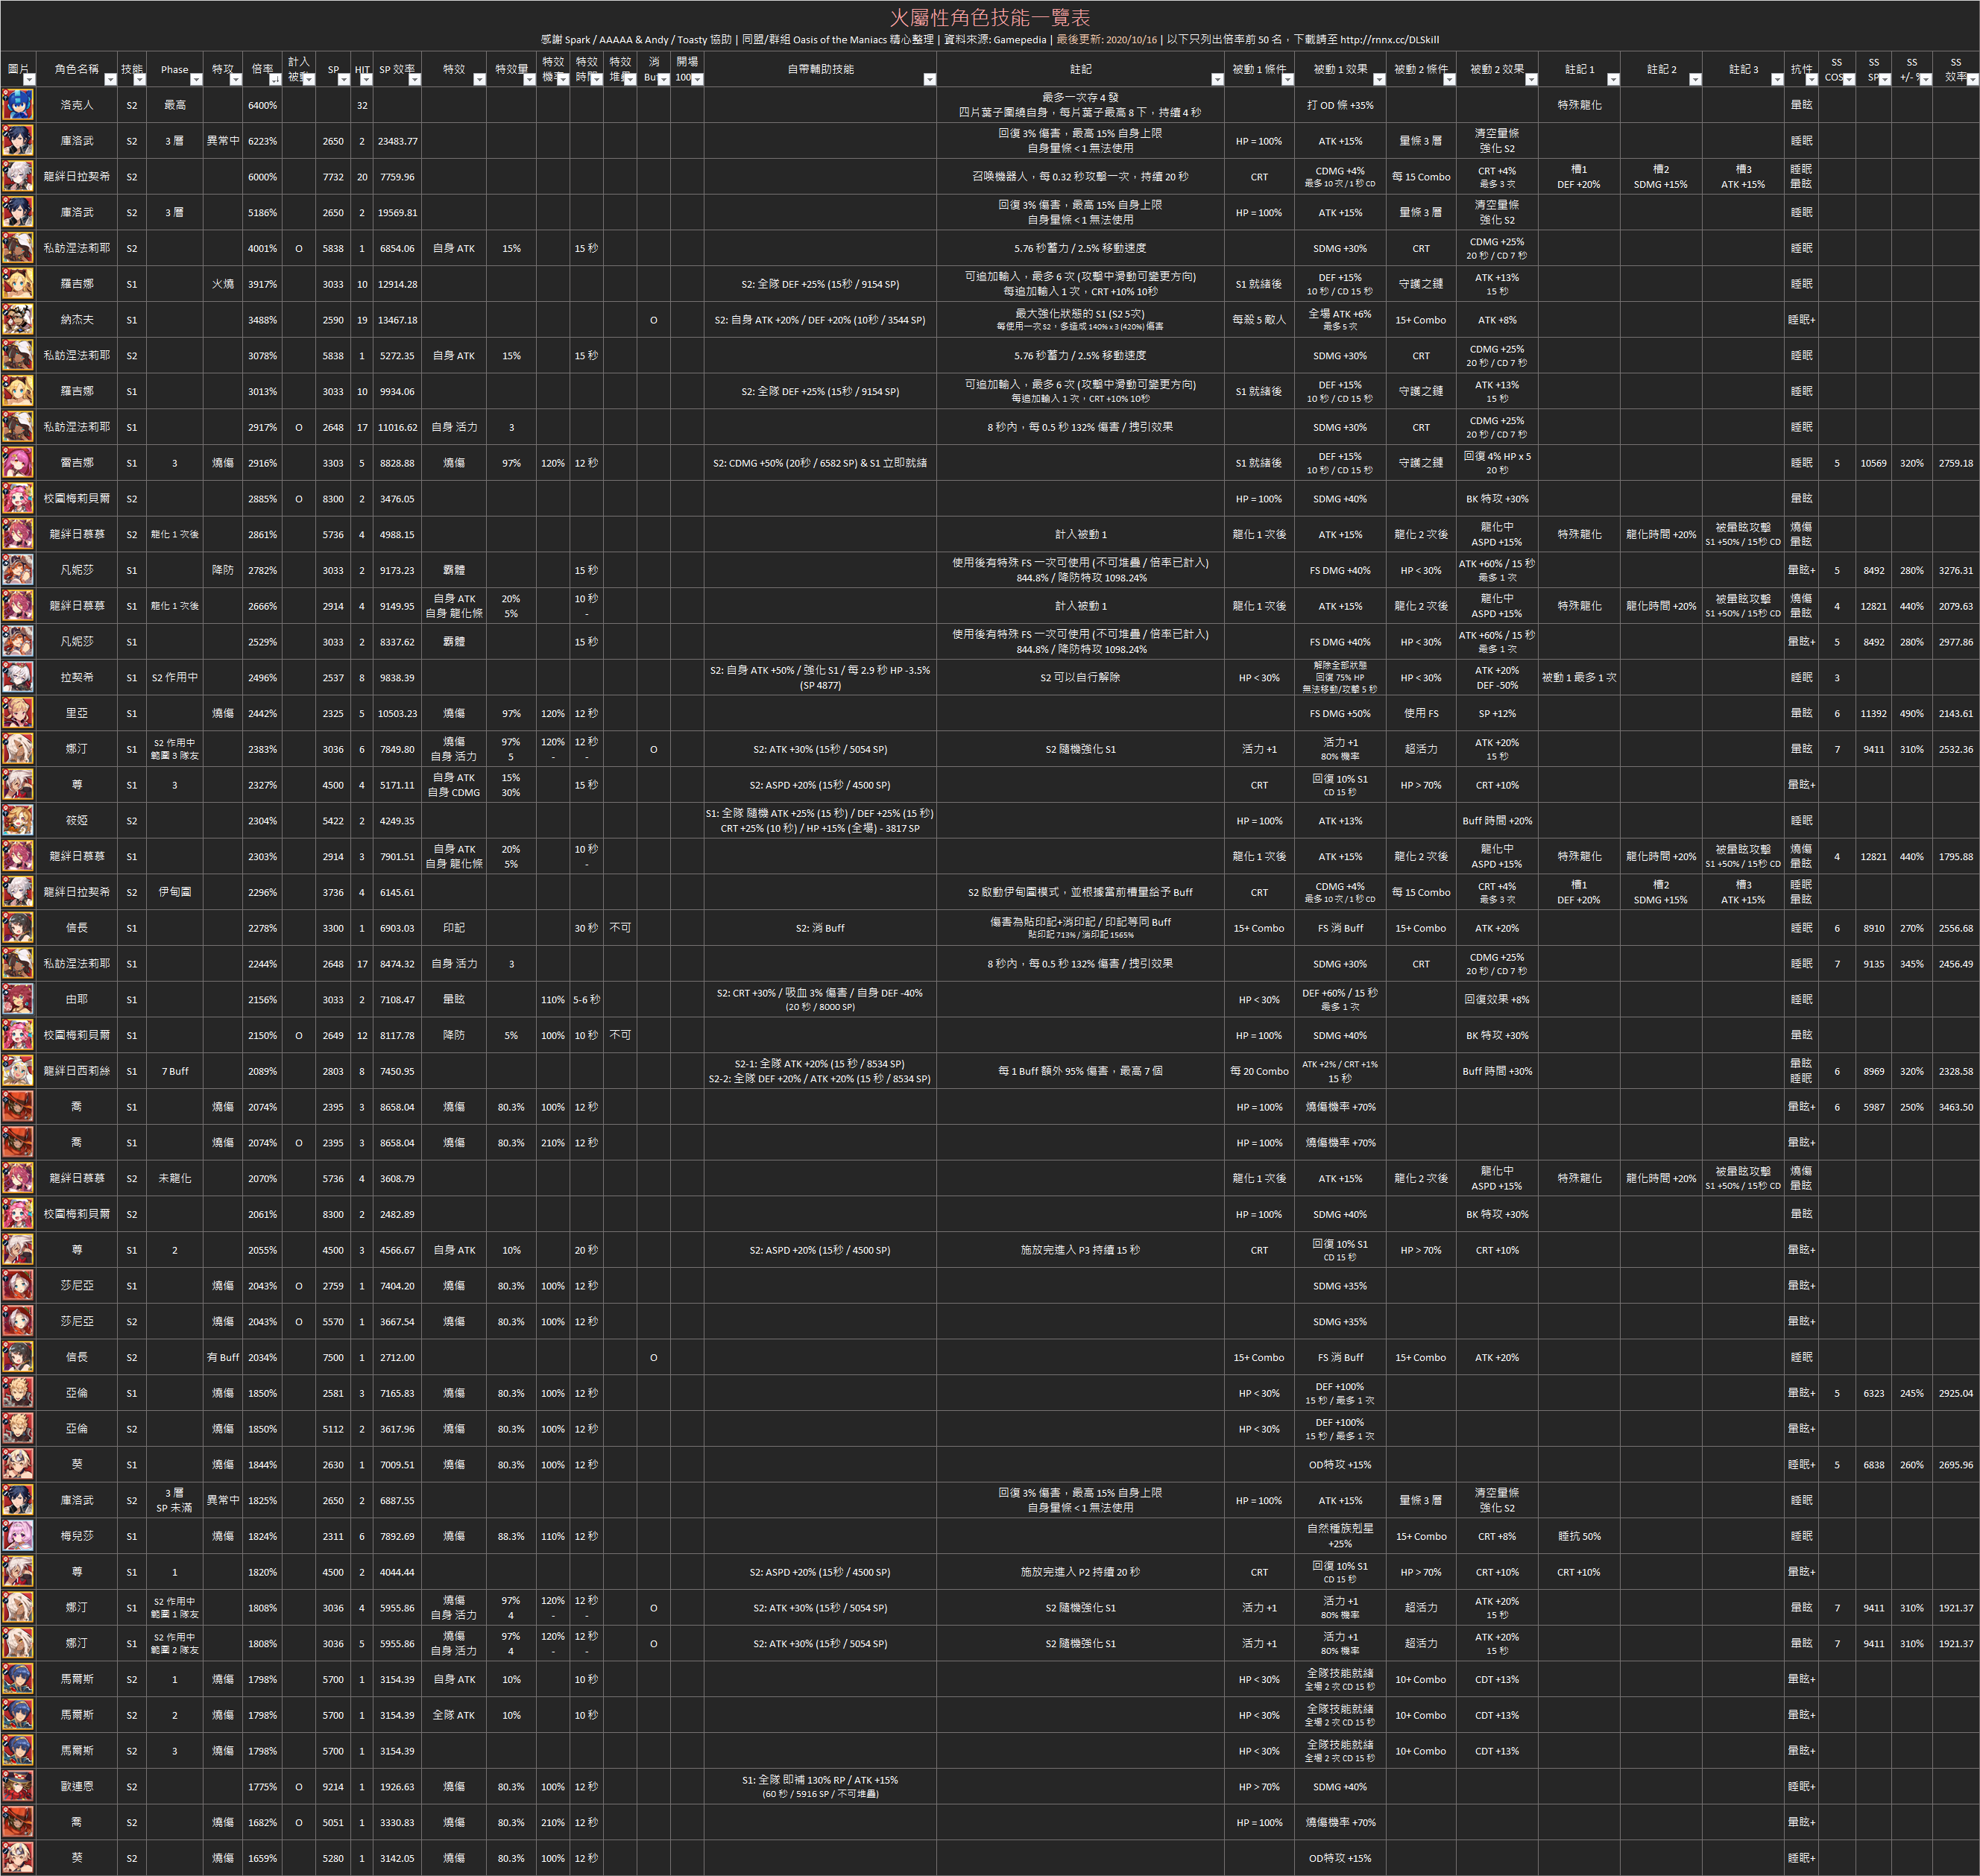 火屬性角色技能一覽表
感謝 Spark / AAAAA & Andy / Toasty 協助 | 同盟/群組 Oasis of the Maniacs 精心整理 | 資料來源: Gamepedia | 最後更新: 2020/10/16 | 以下只列出倍率前 50 名，下載請至 http://rnnx.cc/DLSkill
圖片 角色名稱 技能 Phase 特攻 倍率 計入被動 SP HIT SP 效率 特效 特效量 特效機率 特效時間 特效堆疊 消Buff 開場100% 自帶輔助技能 註記 被動 1 條件 被動 1 效果 被動 2 條件 被動 2 效果 註記 1 註記 2 註記 3 抗性 SS COST SS SP SS +/- % SS 效率
洛克人 S2 最高 6400% 32 最多一次存 4 發 四片葉子圍繞自身，每片葉子最高 8 下，持續 4 秒 打 OD 條 +35% 特殊龍化 暈眩
庫洛武 S2 3 層 異常中 6223% 2650 2 23483.77 回復 3% 傷害，最高 15% 自身上限 自身量條 < 1 無法使用 HP = 100% ATK +15% 量條 3 層 清空量條 強化 S2 睡眠
龍絆日拉契希 S2 6000% 7732 20 7759.96 召喚機器人，每 0.32 秒攻擊一次，持續 20 秒 CRT CDMG +4% 最多 10 次 / 1 秒 CD 每 15 Combo CRT +4% 最多 3 次 槽1 DEF +20% 槽2 SDMG +15% 槽3 ATK +15% 睡眠 暈眩
庫洛武 S2 3 層 5186% 2650 2 19569.81 回復 3% 傷害，最高 15% 自身上限 自身量條 < 1 無法使用 HP = 100% ATK +15% 量條 3 層 清空量條 強化 S2 睡眠
私訪涅法莉耶 S2 4001% O 5838 1 6854.06 自身 ATK 15% 15 秒 5.76 秒蓄力 / 2.5% 移動速度 SDMG +30% CRT CDMG +25% 20 秒 / CD 7 秒 睡眠
羅吉娜 S1 火燒 3917% 3033 10 12914.28 S2: 全隊 DEF +25% (15秒 / 9154 SP) 可追加輸入，最多 6 次 (攻擊中滑動可變更方向) 每追加輸入 1 次，CRT +10% 10秒 S1 就緒後 DEF +15% 10 秒 / CD 15 秒 守護之鏈 ATK +13% 15 秒 睡眠
納杰夫 S1 3488% 2590 19 13467.18 O S2: 自身 ATK +20% / DEF +20% (10秒 / 3544 SP) 最大強化狀態的 S1 (S2 5次) 每使用一次 S2，多造成 140% x 3 (420%) 傷害 每殺 5 敵人 全場 ATK +6% 最多 5 次 15+ Combo ATK +8% 睡眠+
私訪涅法莉耶 S2 3078% 5838 1 5272.35 自身 ATK 15% 15 秒 5.76 秒蓄力 / 2.5% 移動速度 SDMG +30% CRT CDMG +25% 20 秒 / CD 7 秒 睡眠
羅吉娜 S1 3013% 3033 10 9934.06 S2: 全隊 DEF +25% (15秒 / 9154 SP) 可追加輸入，最多 6 次 (攻擊中滑動可變更方向) 每追加輸入 1 次，CRT +10% 10秒 S1 就緒後 DEF +15% 10 秒 / CD 15 秒 守護之鏈 ATK +13% 15 秒 睡眠
私訪涅法莉耶 S1 2917% O 2648 17 11016.62 自身 活力 3 8 秒內，每 0.5 秒 132% 傷害 / 拽引效果 SDMG +30% CRT CDMG +25% 20 秒 / CD 7 秒 睡眠
雷吉娜 S1 3 燒傷 2916% 3303 5 8828.88 燒傷 97% 120% 12 秒 S2: CDMG +50% (20秒 / 6582 SP) & S1 立即就緒 S1 就緒後 DEF +15% 10 秒 / CD 15 秒 守護之鏈 回復 4% HP x 5 20 秒 睡眠 5 10569 320% 2759.18
校園梅莉貝爾 S2 2885% O 8300 2 3476.05 HP = 100% SDMG +40% BK 特攻 +30% 暈眩
龍絆日慕慕 S2 龍化 1 次後 2861% 5736 4 4988.15 計入被動 1 龍化 1 次後 ATK +15% 龍化 2 次後 龍化中 ASPD +15% 特殊龍化 龍化時間 +20% 被暈眩攻擊 S1 +50% / 15秒 CD 燒傷 暈眩
凡妮莎 S1 降防 2782% 3033 2 9173.23 霸體 15 秒 使用後有特殊 FS 一次可使用 (不可堆疊 / 倍率已計入) 844.8% / 降防特攻 1098.24% FS DMG +40% HP < 30% ATK +60% / 15 秒 最多 1 次 暈眩+ 5 8492 280% 3276.31
龍絆日慕慕 S1 龍化 1 次後 2666% 2914 4 9149.95 自身 ATK 自身 龍化條 20% 5% 10 秒 - 計入被動 1 龍化 1 次後 ATK +15% 龍化 2 次後 龍化中 ASPD +15% 特殊龍化 龍化時間 +20% 被暈眩攻擊 S1 +50% / 15秒 CD 燒傷 暈眩 4 12821 440% 2079.63
凡妮莎 S1 2529% 3033 2 8337.62 霸體 15 秒 使用後有特殊 FS 一次可使用 (不可堆疊 / 倍率已計入) 844.8% / 降防特攻 1098.24% FS DMG +40% HP < 30% ATK +60% / 15 秒 最多 1 次 暈眩+ 5 8492 280% 2977.86
拉契希 S1 S2 作用中 2496% 2537 8 9838.39 S2: 自身 ATK +50% / 強化 S1 / 每 2.9 秒 HP -3.5% (SP 4877) S2 可以自行解除 HP < 30% 解除全部狀態 回復 75% HP 無法移動/攻擊 5 秒 HP < 30% ATK +20% DEF -50% 被動 1 最多 1 次 睡眠 3
里亞 S1 燒傷 2442% 2325 5 10503.23 燒傷 97% 120% 12 秒 FS DMG +50% 使用 FS SP +12% 暈眩 6 11392 490% 2143.61
娜汀 S1 S2 作用中 範圍 3 隊友 2383% 3036 6 7849.80 燒傷 自身 活力 97% 5 120% - 12 秒 - O S2: ATK +30% (15秒 / 5054 SP) S2 隨機強化 S1 活力 +1 活力 +1 80% 機率 超活力 ATK +20% 15 秒 暈眩 7 9411 310% 2532.36
尊 S1 3 2327% 4500 4 5171.11 自身 ATK 自身 CDMG 15% 30% 15 秒 S2: ASPD +20% (15秒 / 4500 SP) CRT 回復 10% S1 CD 15 秒 HP > 70% CRT +10% 暈眩+
筱婭 S2 2304% 5422 2 4249.35 S1: 全隊 隨機 ATK +25% (15 秒) / DEF +25% (15 秒) CRT +25% (10 秒) / HP +15% (全場) - 3817 SP HP = 100% ATK +13% Buff 時間 +20% 睡眠
龍絆日慕慕 S1 2303% 2914 3 7901.51 自身 ATK 自身 龍化條 20% 5% 10 秒 - 龍化 1 次後 ATK +15% 龍化 2 次後 龍化中 ASPD +15% 特殊龍化 龍化時間 +20% 被暈眩攻擊 S1 +50% / 15秒 CD 燒傷 暈眩 4 12821 440% 1795.88
龍絆日拉契希 S2 伊甸園 2296% 3736 4 6145.61 S2 啟動伊甸園模式，並根據當前槽量給予 Buff CRT CDMG +4% 最多 10 次 / 1 秒 CD 每 15 Combo CRT +4% 最多 3 次 槽1 DEF +20% 槽2 SDMG +15% 槽3 ATK +15% 睡眠 暈眩
信長 S1 2278% 3300 1 6903.03 印記 30 秒 不可 S2: 消 Buff 傷害為貼印記+消印記 / 印記等同 Buff 貼印記 713% / 消印記 1565% 15+ Combo FS 消 Buff 15+ Combo ATK +20% 睡眠 6 8910 270% 2556.68
私訪涅法莉耶 S1 2244% 2648 17 8474.32 自身 活力 3 8 秒內，每 0.5 秒 132% 傷害 / 拽引效果 SDMG +30% CRT CDMG +25% 20 秒 / CD 7 秒 睡眠 7 9135 345% 2456.49
由耶 S1 2156% 3033 2 7108.47 暈眩 110% 5-6 秒 S2: CRT +30% / 吸血 3% 傷害 / 自身 DEF -40% (20 秒 / 8000 SP) HP < 30% DEF +60% / 15 秒 最多 1 次 回復效果 +8% 睡眠
校園梅莉貝爾 S1 2150% O 2649 12 8117.78 降防 5% 100% 10 秒 不可 HP = 100% SDMG +40% BK 特攻 +30% 暈眩
龍絆日西莉絲 S1 7 Buff 2089% 2803 8 7450.95 S2-1: 全隊 ATK +20% (15 秒 / 8534 SP) S2-2: 全隊 DEF +20% / ATK +20% (15 秒 / 8534 SP) 每 1 Buff 額外 95% 傷害，最高 7 個 每 20 Combo ATK +2% / CRT +1% 15 秒 Buff 時間 +30% 暈眩 睡眠 6 8969 320% 2328.58
喬 S1 燒傷 2074% 2395 3 8658.04 燒傷 80.3% 100% 12 秒 HP = 100% 燒傷機率 +70% 暈眩+ 6 5987 250% 3463.50
喬 S1 燒傷 2074% O 2395 3 8658.04 燒傷 80.3% 210% 12 秒 HP = 100% 燒傷機率 +70% 暈眩+
龍絆日慕慕 S2 未龍化 2070% 5736 4 3608.79 龍化 1 次後 ATK +15% 龍化 2 次後 龍化中 ASPD +15% 特殊龍化 龍化時間 +20% 被暈眩攻擊 S1 +50% / 15秒 CD 燒傷 暈眩
校園梅莉貝爾 S2 2061% 8300 2 2482.89 HP = 100% SDMG +40% BK 特攻 +30% 暈眩
尊 S1 2 2055% 4500 3 4566.67 自身 ATK 10% 20 秒 S2: ASPD +20% (15秒 / 4500 SP) 施放完進入 P3 持續 15 秒 CRT 回復 10% S1 CD 15 秒 HP > 70% CRT +10% 暈眩+
莎尼亞 S1 燒傷 2043% O 2759 1 7404.20 燒傷 80.3% 100% 12 秒 SDMG +35% 暈眩+
莎尼亞 S2 燒傷 2043% O 5570 1 3667.54 燒傷 80.3% 100% 12 秒 SDMG +35% 暈眩+
信長 S2 有 Buff 2034% 7500 1 2712.00 O 15+ Combo FS 消 Buff 15+ Combo ATK +20% 睡眠
亞倫 S1 燒傷 1850% 2581 3 7165.83 燒傷 80.3% 100% 12 秒 HP < 30% DEF +100% 15 秒 / 最多 1 次 暈眩+ 5 6323 245% 2925.04
亞倫 S2 燒傷 1850% 5112 2 3617.96 燒傷 80.3% 100% 12 秒 HP < 30% DEF +100% 15 秒 / 最多 1 次 暈眩+
葵 S1 燒傷 1844% 2630 1 7009.51 燒傷 80.3% 100% 12 秒 OD特攻 +15% 睡眠+ 5 6838 260% 2695.96
庫洛武 S2 3 層 SP 未滿 異常中 1825% 2650 2 6887.55 回復 3% 傷害，最高 15% 自身上限 自身量條 < 1 無法使用 HP = 100% ATK +15% 量條 3 層 清空量條 強化 S2 睡眠
梅兒莎 S1 燒傷 1824% 2311 6 7892.69 燒傷 88.3% 110% 12 秒 自然種族剋星 +25% 15+ Combo CRT +8% 睡抗 50% 睡眠
尊 S1 1 1820% 4500 2 4044.44 S2: ASPD +20% (15秒 / 4500 SP) 施放完進入 P2 持續 20 秒 CRT 回復 10% S1 CD 15 秒 HP > 70% CRT +10% CRT +10% 暈眩+
娜汀 S1 S2 作用中 範圍 1 隊友 1808% 3036 4 5955.86 燒傷 自身 活力 97% 4 120% - 12 秒 - O S2: ATK +30% (15秒 / 5054 SP) S2 隨機強化 S1 活力 +1 活力 +1 80% 機率 超活力 ATK +20% 15 秒 暈眩 7 9411 310% 1921.37
娜汀 S1 S2 作用中 範圍 2 隊友 1808% 3036 5 5955.86 燒傷 自身 活力 97% 4 120% - 12 秒 - O S2: ATK +30% (15秒 / 5054 SP) S2 隨機強化 S1 活力 +1 活力 +1 80% 機率 超活力 ATK +20% 15 秒 暈眩 7 9411 310% 1921.37
馬爾斯 S2 1 燒傷 1798% 5700 1 3154.39 自身 ATK 10% 10 秒 HP < 30% 全隊技能就緒 全場 2 次 CD 15 秒 10+ Combo CDT +13% 暈眩+
馬爾斯 S2 2 燒傷 1798% 5700 1 3154.39 全隊 ATK 10% 10 秒 HP < 30% 全隊技能就緒 全場 2 次 CD 15 秒 10+ Combo CDT +13% 暈眩+
馬爾斯 S2 3 燒傷 1798% 5700 1 3154.39 HP < 30% 全隊技能就緒 全場 2 次 CD 15 秒 10+ Combo CDT +13% 暈眩+
歐連恩 S2 1775% O 9214 1 1926.63 燒傷 80.3% 100% 12 秒 S1: 全隊 即補 130% RP / ATK +15% (60 秒 / 5916 SP / 不可堆疊) HP > 70% SDMG +40% 睡眠+
喬 S2 燒傷 1682% O 5051 1 3330.83 燒傷 80.3% 210% 12 秒 HP = 100% 燒傷機率 +70% 暈眩+
葵 S2 燒傷 1659% 5280 1 3142.05 燒傷 80.3% 100% 12 秒 OD特攻 +15% 睡眠+